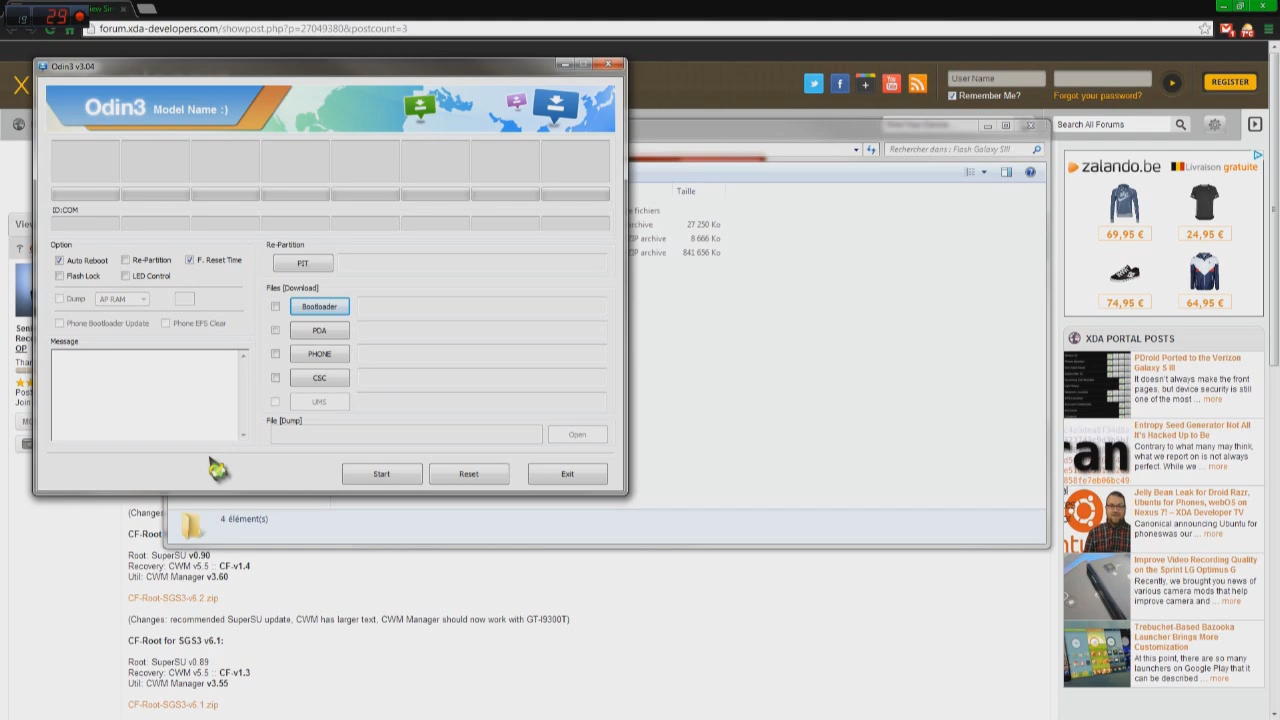 19
29
forum.xda-developers.com/showpost.php?p=27049380&postcount=3
Odin3 v3.04
Odin3 Model Name :)
ID:COM
Option
Auto Reboot
Re-Partition
F. Reset Time
Flash Lock
LED Control
Dump
AP RAM
Phone Bootloader Update
Phone EFS Clear
Message
Re-Partition
PIT
Files [Download]
Bootloader
PDA
PHONE
CSC
UMS
File [Dump]
Open
Start
Reset
Exit
Rechercher dans : Flash Galaxy SIII
Taille
e fichiers
archive 27 250 Ko
ZIP archive 8 666 Ko
ZIP archive 841 656 Ko
4 élément(s)
User Name
Remember Me?
Forgot your password?
REGISTER
Search All Forums
zalando.be
Livraison gratuite
69,95 €
24,95 €
74,95 €
64,95 €
XDA PORTAL POSTS
PDroid Ported to the Verizon
Galaxy S III
It doesn't always make the front
pages, but device security is still
one of the most ... more
Entropy Seed Generator Not All
It's Hacked Up to Be
Contrary to what many may think,
what we report on is not always
perfect. While we ... more
Jelly Bean Leak for Droid Razr,
Ubuntu for Phones, webOS on
Nexus 7! – XDA Developer TV
Canonical announcing Ubuntu for
phoneswas our ... more
Improve Video Recording Quality
on the Sprint LG Optimus G
Recently, we brought you news of
various camera mods that help
improve camera and ... more
Trebuchet-Based Bazooka
Launcher Brings More
Customization
At this point, there are so many
launchers on Google Play that it
can be described ... more
(Changes
CF-Root
Root: SuperSU v0.90
Recovery: CWM v5.5 :: CF-v1.4
Util: CWM Manager v3.60
CF-Root-SGS3-v6.2.zip
(Changes: recommended SuperSU update, CWM has larger text, CWM Manager should now work with GT-I9300T)
CF-Root for SGS3 v6.1:
Root: SuperSU v0.89
Recovery: CWM v5.5 :: CF-v1.3
Util: CWM Manager v3.55
CF-Root-SGS3-v6.1.zip